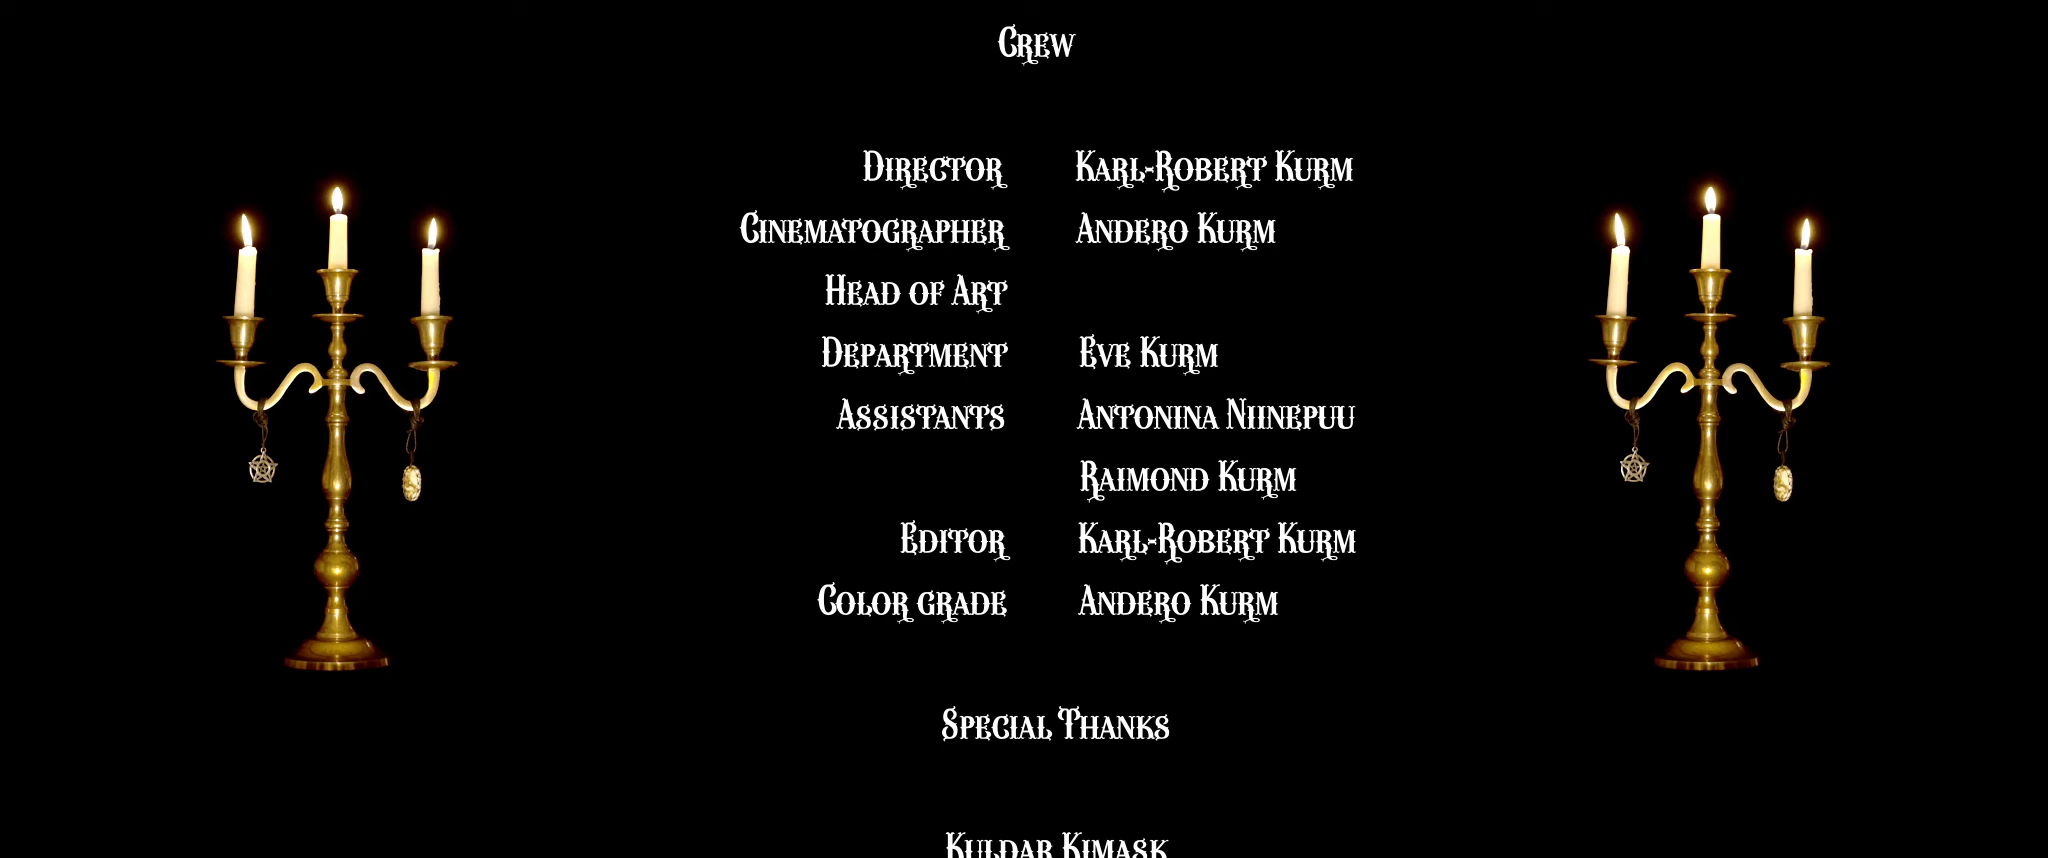 Crew
Director Karl-Robert Kurm
Cinematographer Andero Kurm
Head of Art
Department Eve Kurm
Assistants Antonina Niinepuu
Raimond Kurm
Editor Karl-Robert Kurm
Color grade Andero Kurm
Special Thanks
Kuldar Kimask